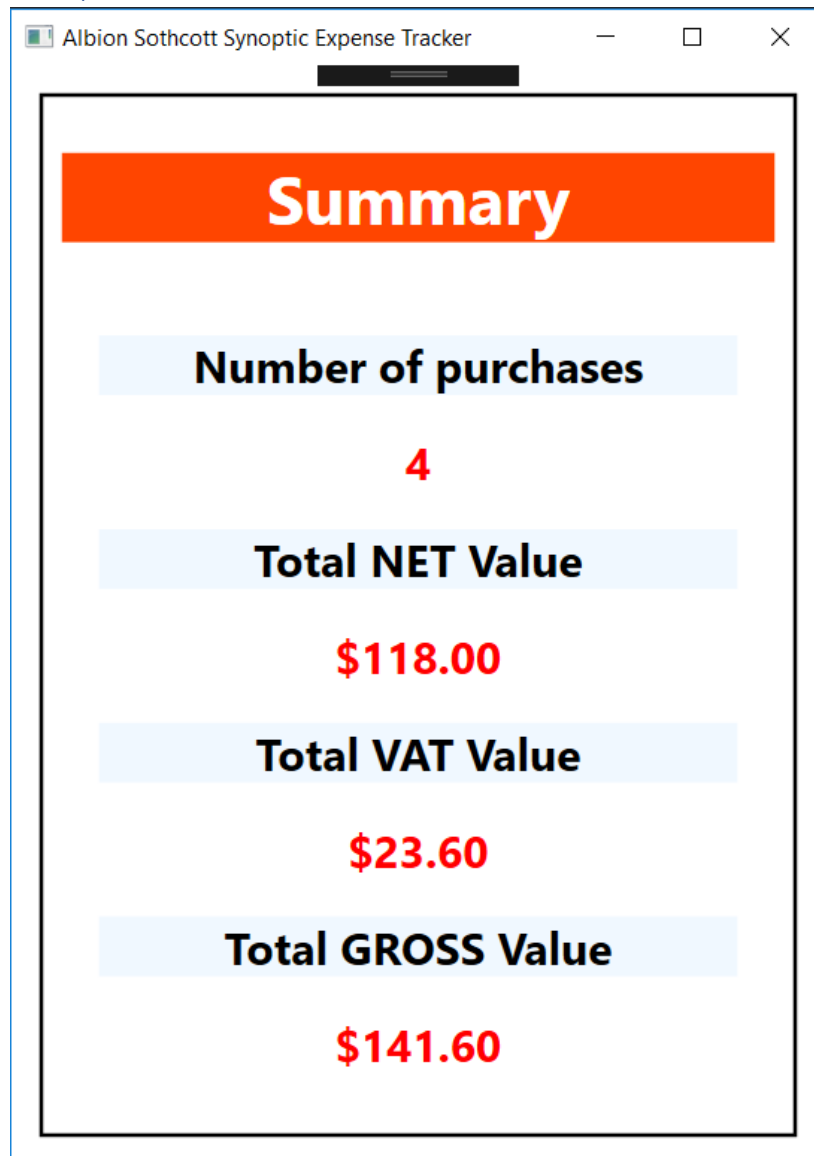 Albion Sothcott Synoptic Expense Tracker
Summary
Number of purchases
4
Total NET Value
$118.00
Total VAT Value
$23.60
Total GROSS Value
$141.60